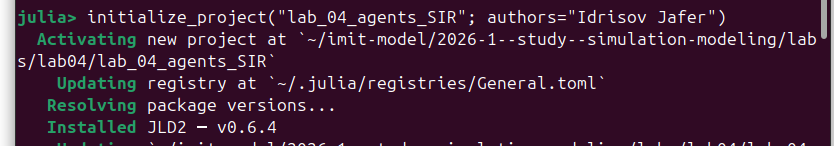 julia> initialize_project("lab_04_agents_SIR"; authors="Idrisov Jafer")
Activating new project at `~/imit-model/2026-1--study--simulation-modeling/lab
s/lab04/lab_04_agents_SIR`
Updating registry at `~/.julia/registries/General.toml`
Resolving package versions...
Installed JLD2 ─ v0.6.4